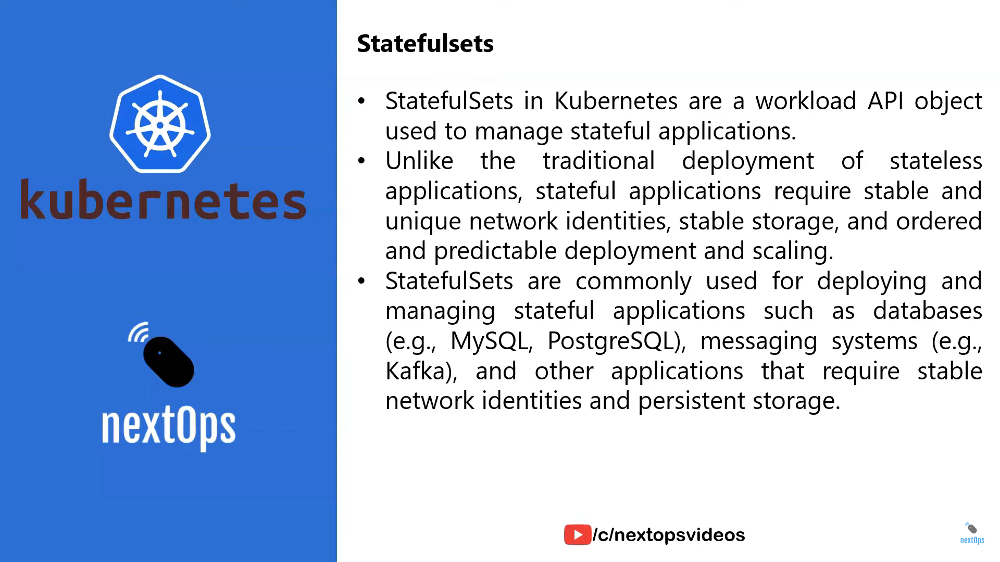 kubernetes
nextOps
Statefulsets
• StatefulSets in Kubernetes are a workload API object
used to manage stateful applications.
• Unlike the traditional deployment of stateless
applications, stateful applications require stable and
unique network identities, stable storage, and ordered
and predictable deployment and scaling.
• StatefulSets are commonly used for deploying and
managing stateful applications such as databases
(e.g., MySQL, PostgreSQL), messaging systems (e.g.,
Kafka), and other applications that require stable
network identities and persistent storage.
/c/nextopsvideos
nextOps